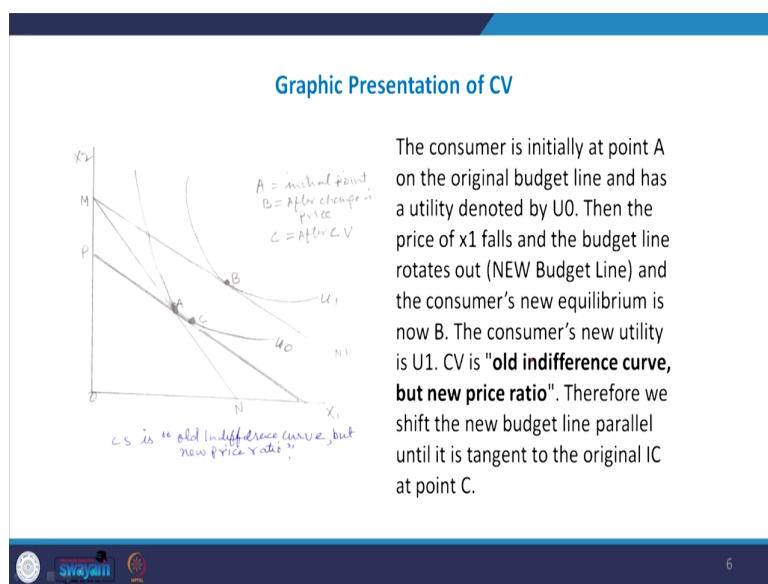 Graphic Presentation of CV
X2
M
P
A = initial point
B = After change in
price
C = After CV
B
U1
A
C
U0
N1
O
N
X1
CS is "old Indifference curve, but
new price ratio".
The consumer is initially at point A
on the original budget line and has
a utility denoted by U0. Then the
price of x1 falls and the budget line
rotates out (NEW Budget Line) and
the consumer's new equilibrium is
now B. The consumer's new utility
is U1. CV is "old indifference curve,
but new price ratio". Therefore we
shift the new budget line parallel
until it is tangent to the original IC
at point C.
swayam
6